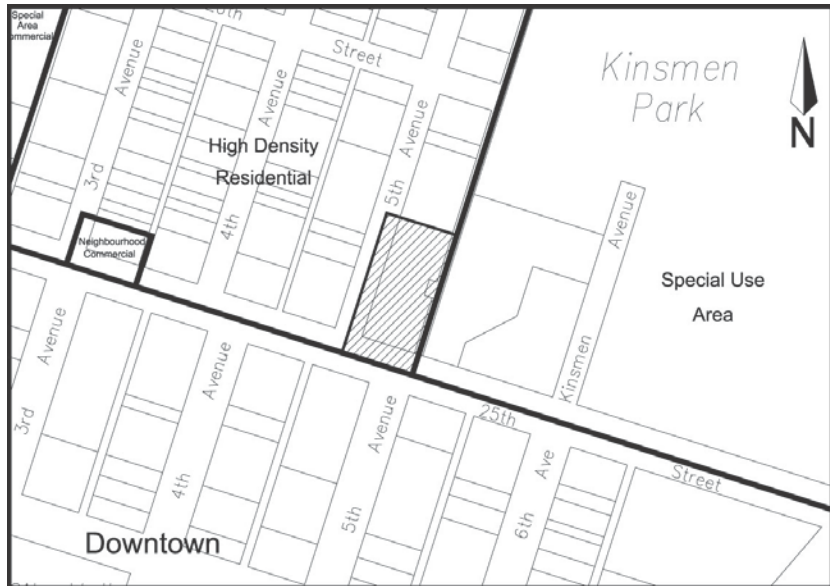 Special
Area
Commercial
Street
Kinsmen
Park
N
Avenue
Avenue
Avenue
High Density
Residential
3rd
4th
5th
Neighbourhood
Commercial
Avenue
Kinsmen
Special Use
Area
25th
Street
Avenue
3rd
Avenue
4th
Avenue
5th
Ave
6th
Downtown